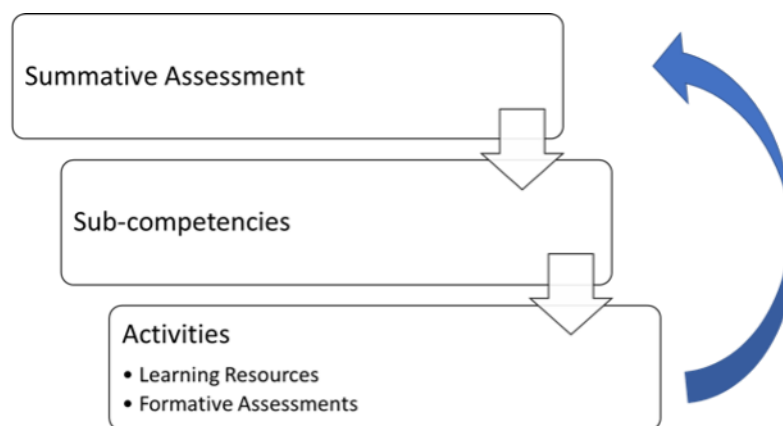 Summative Assessment
Sub-competencies
Activities
• Learning Resources
• Formative Assessments